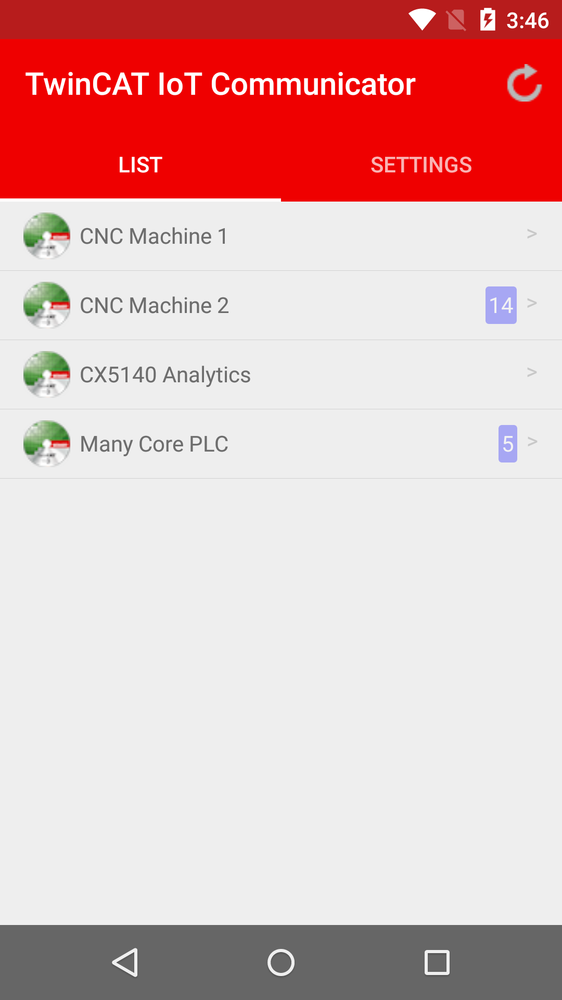 3:46
TwinCAT IoT Communicator
LIST SETTINGS
CNC Machine 1 >
CNC Machine 2 14 >
CX5140 Analytics >
Many Core PLC 5 >